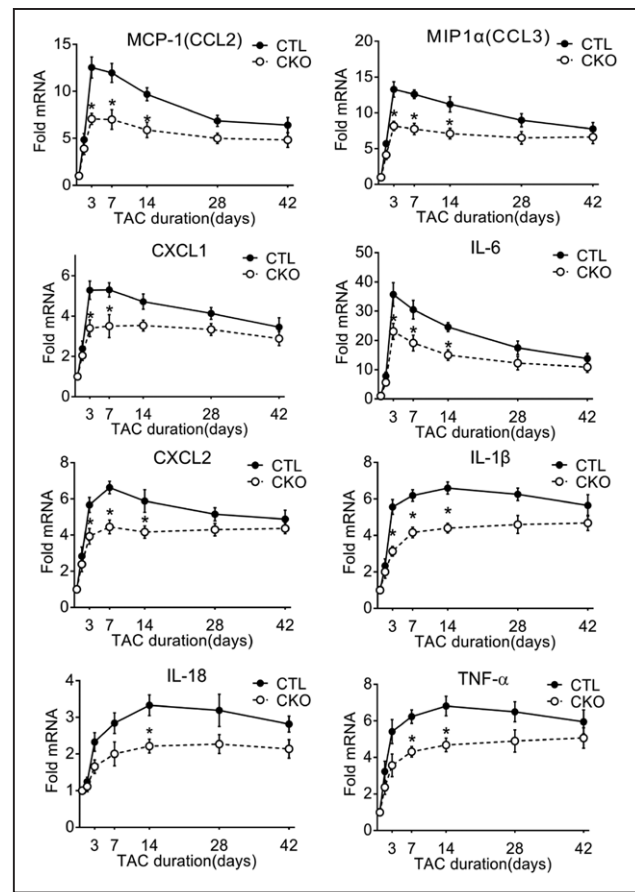 MCP-1(CCL2)
CTL
CKO
Fold mRNA
15
10
5
0
3 7 14 28 42
TAC duration(days)
*
*
*
MIP1α(CCL3)
CTL
CKO
Fold mRNA
20
15
10
5
0
3 7 14 28 42
TAC duration(days)
*
*
*
CXCL1
CTL
CKO
Fold mRNA
6
4
2
0
3 7 14 28 42
TAC duration(days)
*
*
IL-6
CTL
CKO
Fold mRNA
50
40
30
20
10
0
3 7 14 28 42
TAC duration(days)
*
*
*
CXCL2
CTL
CKO
Fold mRNA
8
6
4
2
0
3 7 14 28 42
TAC duration(days)
*
*
*
IL-1β
CTL
CKO
Fold mRNA
8
6
4
2
0
3 7 14 28 42
TAC duration(days)
*
*
*
IL-18
CTL
CKO
Fold mRNA
4
3
2
1
0
3 7 14 28 42
TAC duration(days)
*
TNF-α
CTL
CKO
Fold mRNA
8
6
4
2
0
3 7 14 28 42
TAC duration(days)
*
*